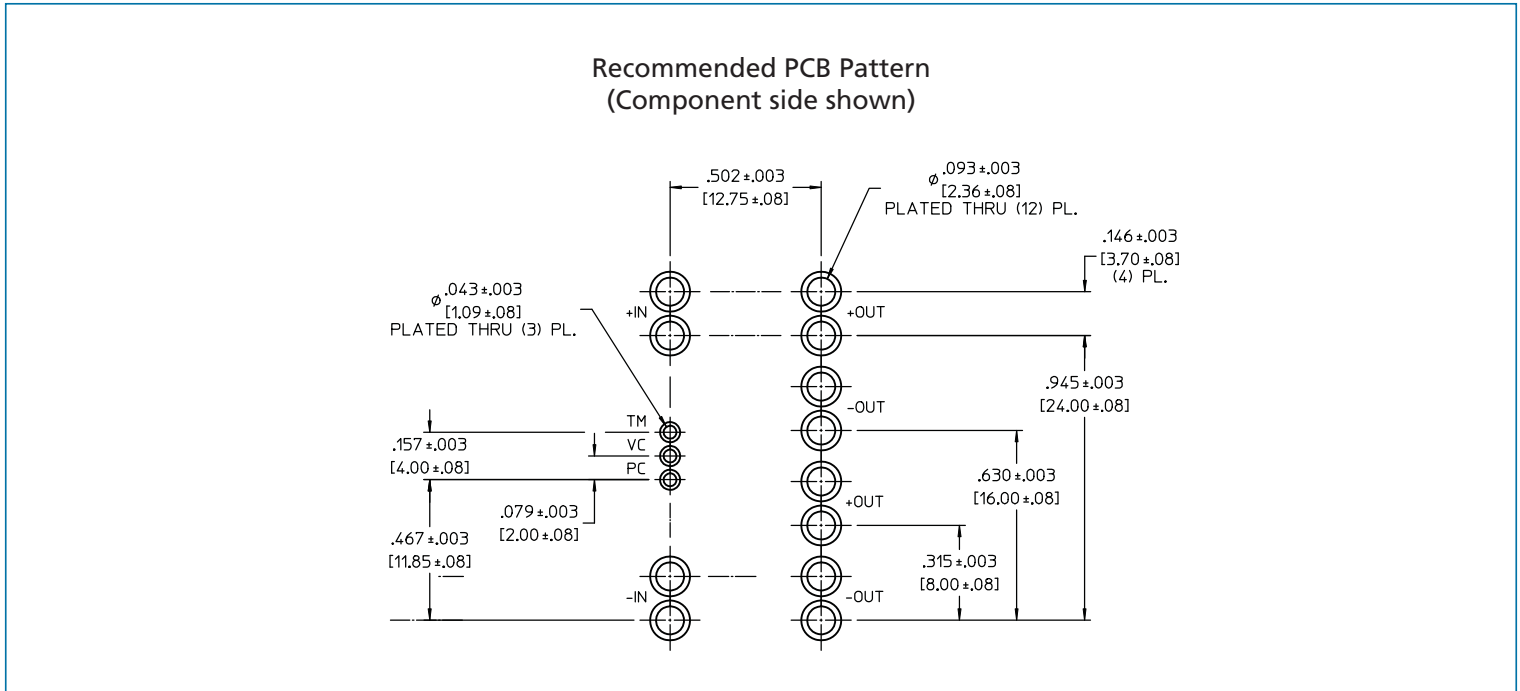 Recommended PCB Pattern
(Component side shown)
.502±.003
[12.75±.08]
⌀ .093±.003
[2.36±.08]
PLATED THRU (12) PL.
.146±.003
[3.70±.08]
(4) PL.
⌀ .043±.003
[1.09±.08]
PLATED THRU (3) PL.
+IN
+OUT
.945±.003
[24.00±.08]
-OUT
TM
VC
PC
.157±.003
[4.00±.08]
.630±.003
[16.00±.08]
+OUT
.079±.003
[2.00±.08]
.467±.003
[11.85±.08]
.315±.003
[8.00±.08]
-IN
-OUT